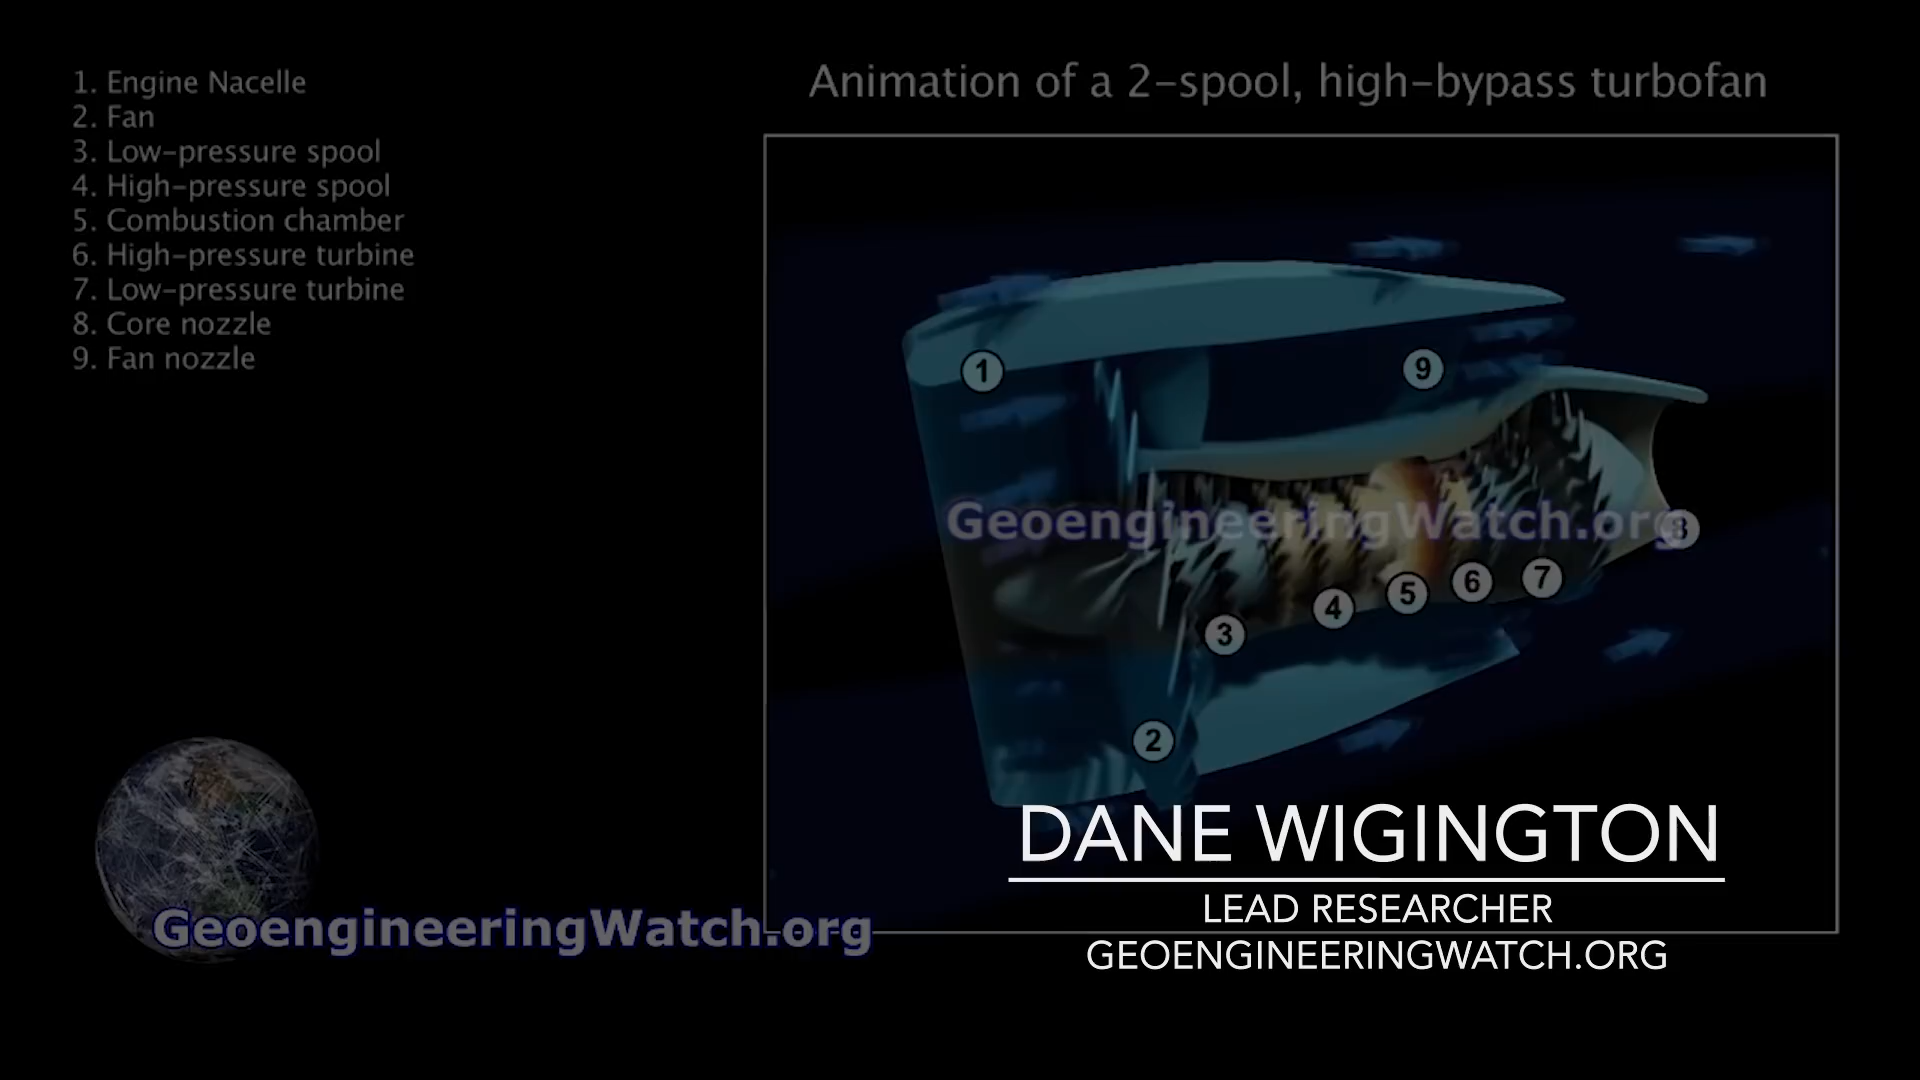 1. Engine Nacelle
2. Fan
3. Low-pressure spool
4. High-pressure spool
5. Combustion chamber
6. High-pressure turbine
7. Low-pressure turbine
8. Core nozzle
9. Fan nozzle
Animation of a 2-spool, high-bypass turbofan
1
9
GeoengineeringWatch.org
8
7
6
5
4
3
2
DANE WIGINGTON
LEAD RESEARCHER
GEOENGINEERINGWATCH.ORG
GeoengineeringWatch.org